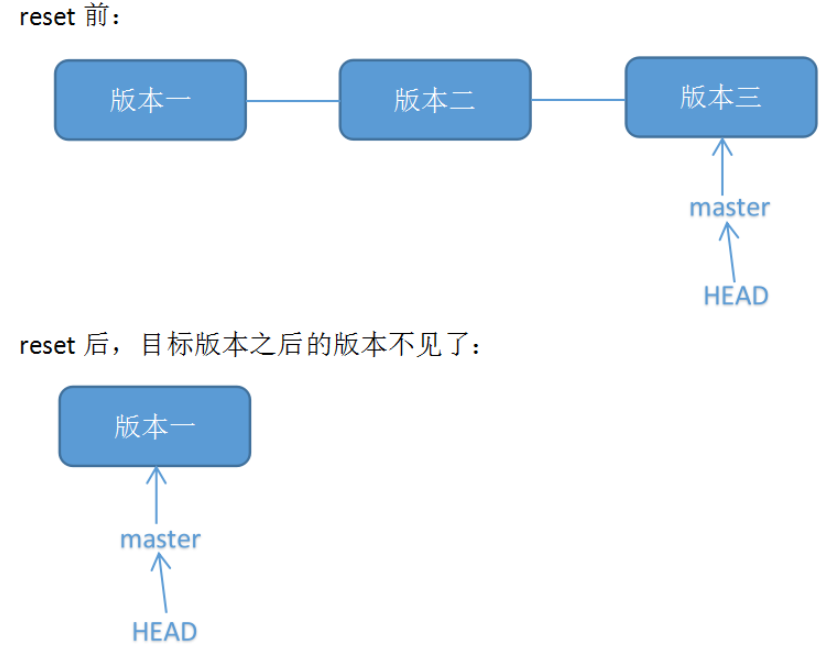 reset 前：
版本一 版本二 版本三
master
HEAD
reset 后，目标版本之后的版本不见了：
版本一
master
HEAD